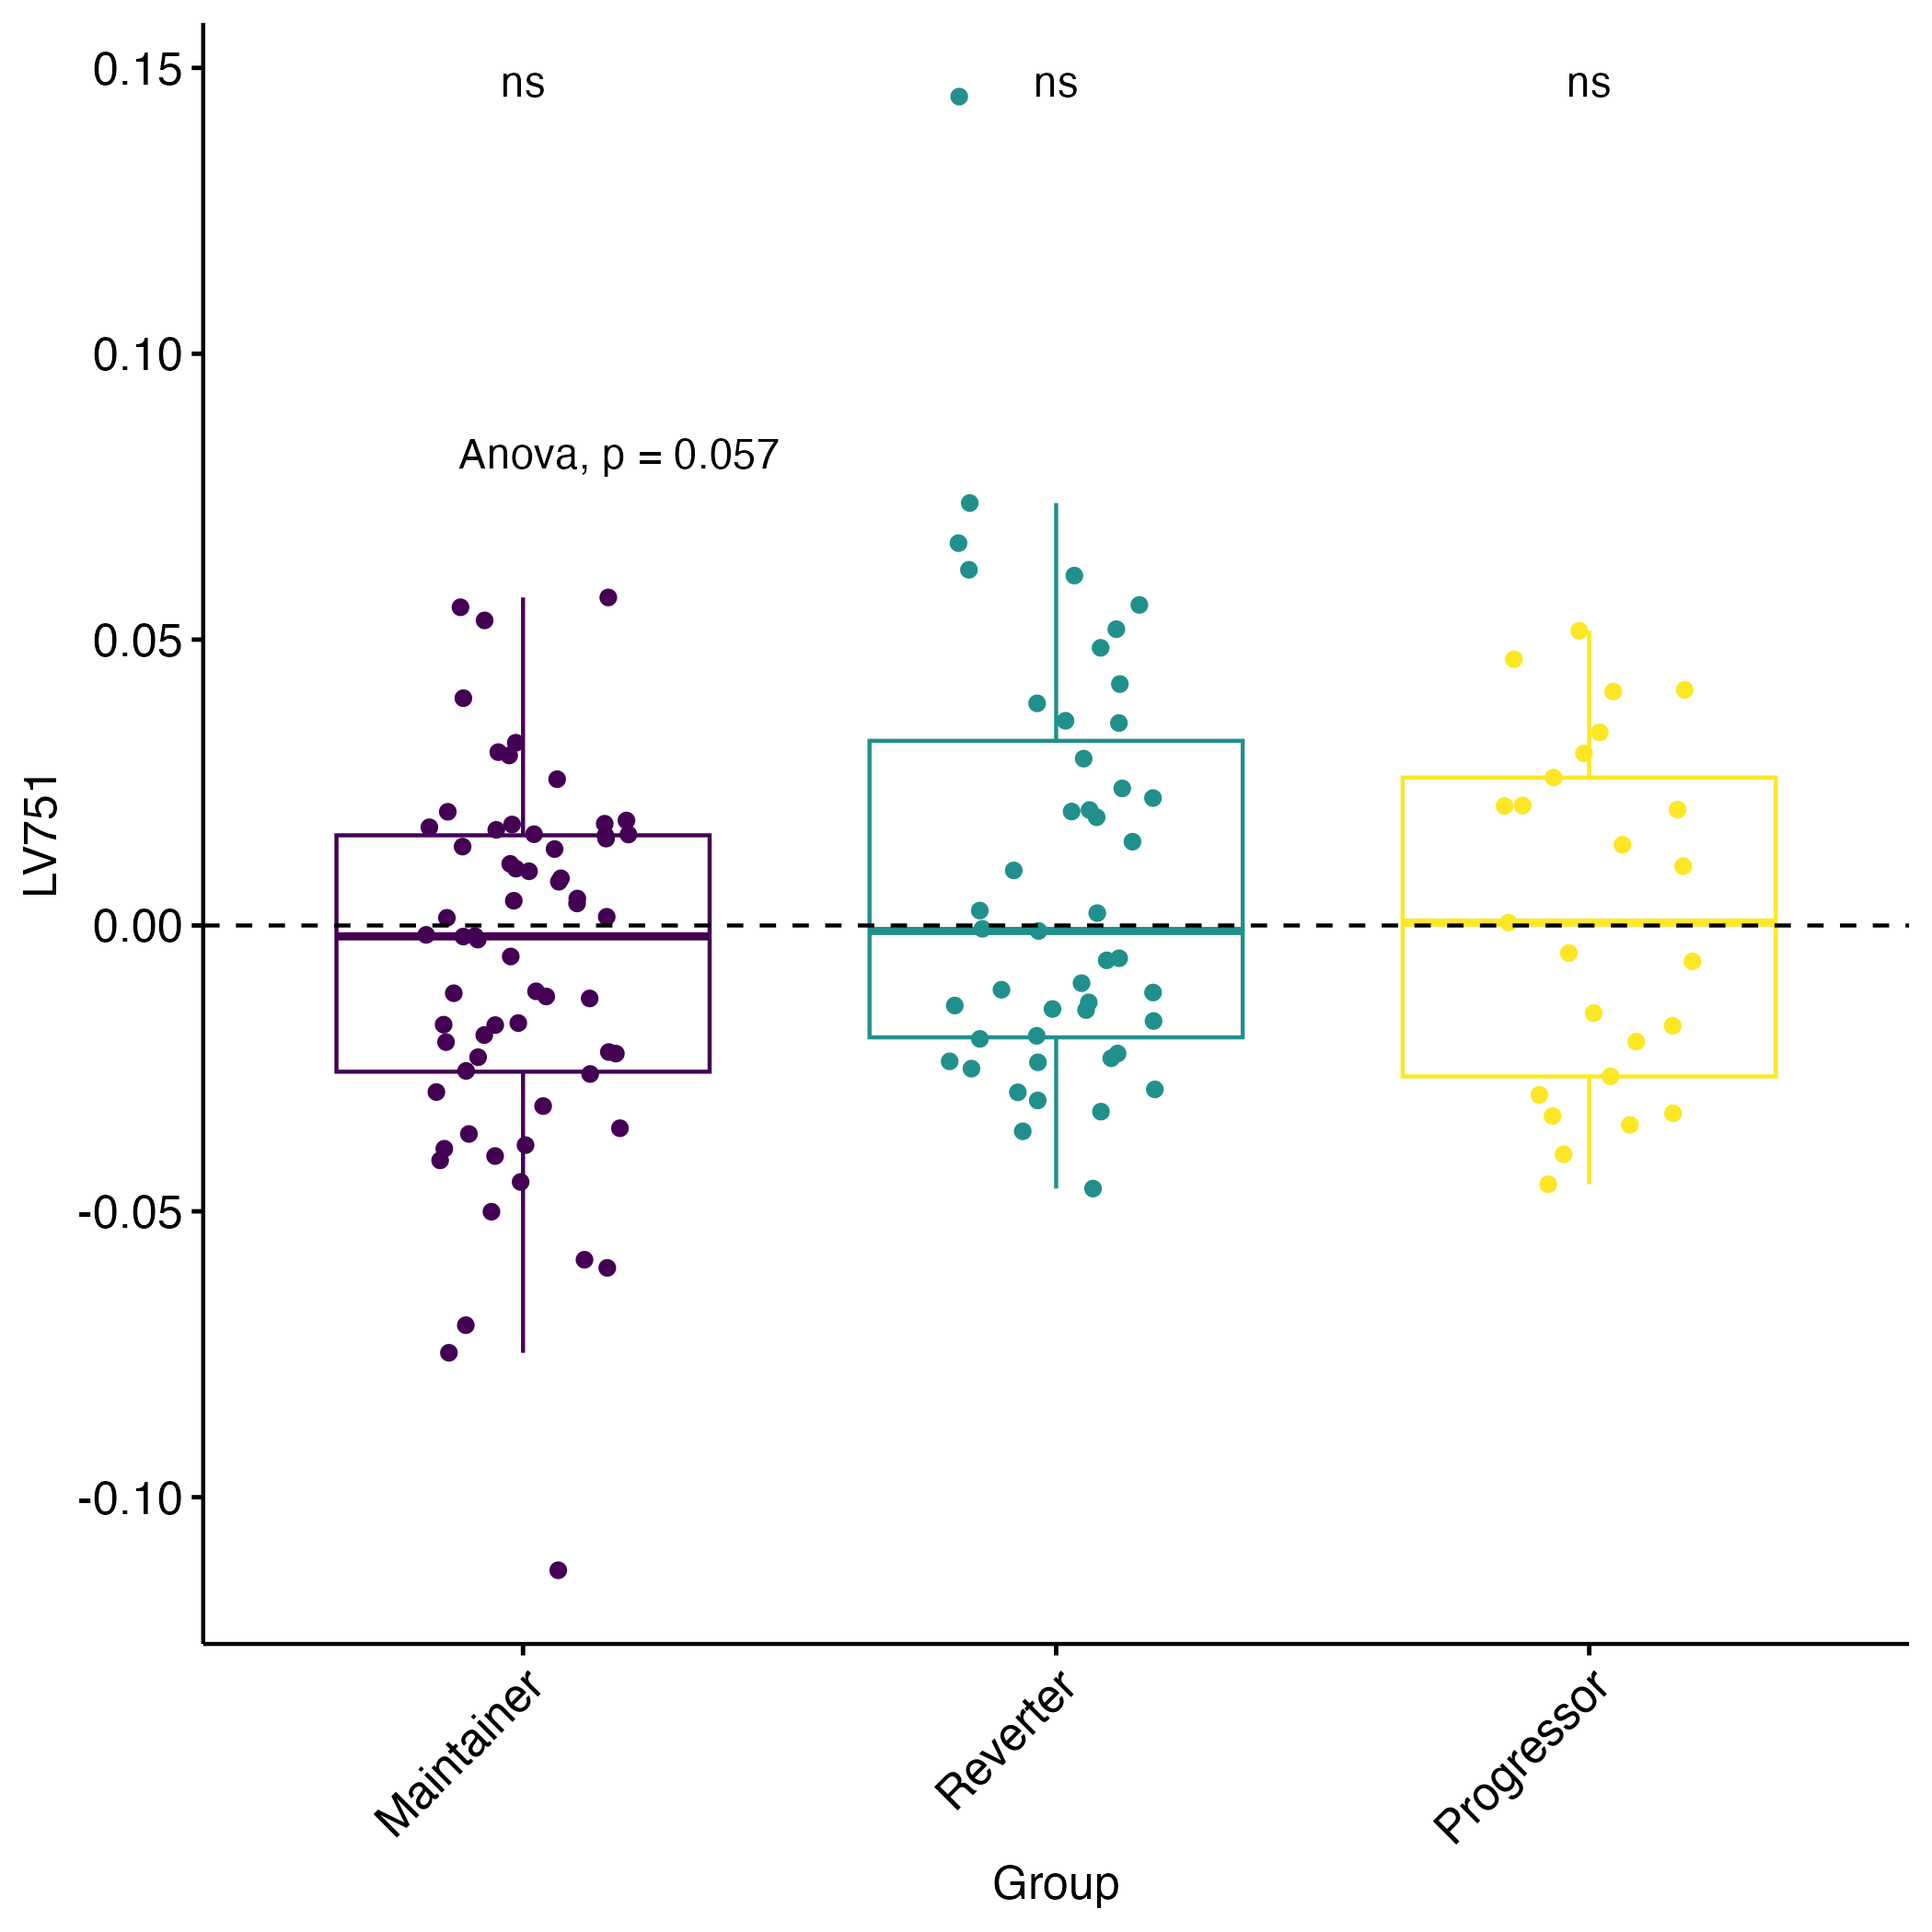 ns ns ns
Anova, p = 0.057
LV751
0.15
0.10
0.05
0.00
-0.05
-0.10
Maintainer
Reverter
Progressor
Group